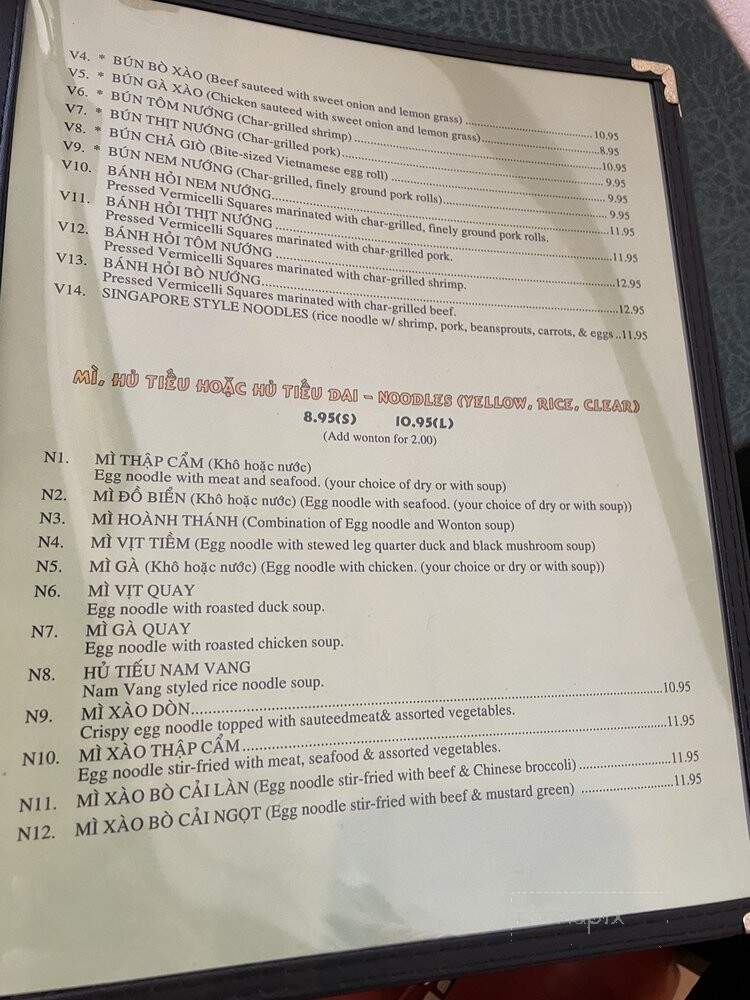 V4. * BÚN BÒ XÀO (Beef sauteed with sweet onion and lemon grass) ........ 10.95
V5. * BÚN GÀ XÀO (Chicken sauteed with sweet onion and lemon grass) ........ 8.95
V6. * BÚN TÔM NƯỚNG (Char-grilled shrimp) ........ 10.95
V7. * BÚN THỊT NƯỚNG (Char-grilled pork) ........ 9.95
V8. * BÚN CHẢ GIÒ (Bite-sized Vietnamese egg roll) ........ 9.95
V9. * BÚN NEM NƯỚNG (Char-grilled, finely ground pork rolls) ........ 9.95
V10. BÁNH HỎI NEM NƯỚNG ........ 11.95
Pressed Vermicelli Squares marinated with char-grilled, finely ground pork rolls.
V11. BÁNH HỎI THỊT NƯỚNG ........ 11.95
Pressed Vermicelli Squares marinated with char-grilled pork.
V12. BÁNH HỎI TÔM NƯỚNG ........ 12.95
Pressed Vermicelli Squares marinated with char-grilled shrimp.
V13. BÁNH HỎI BÒ NƯỚNG ........ 12.95
Pressed Vermicelli Squares marinated with char-grilled beef.
V14. SINGAPORE STYLE NOODLES (rice noodle w/ shrimp, pork, beansprouts, carrots, & eggs ..11.95
MÌ, HỦ TIẾU HOẶC HỦ TIẾU DAI – NOODLES (YELLOW, RICE, CLEAR)
8.95(S) 10.95(L)
(Add wonton for 2.00)
N1. MÌ THẬP CẨM (Khô hoặc nước)
Egg noodle with meat and seafood. (your choice of dry or with soup)
N2. MÌ ĐỒ BIỂN (Khô hoặc nước) (Egg noodle with seafood. (your choice of dry or with soup))
N3. MÌ HOÀNH THÁNH (Combination of Egg noodle and Wonton soup)
N4. MÌ VỊT TIỀM (Egg noodle with stewed leg quarter duck and black mushroom soup)
N5. MÌ GÀ (Khô hoặc nước) (Egg noodle with chicken. (your choice or dry or with soup))
N6. MÌ VỊT QUAY
Egg noodle with roasted duck soup.
N7. MÌ GÀ QUAY
Egg noodle with roasted chicken soup.
N8. HỦ TIẾU NAM VANG
Nam Vang styled rice noodle soup.
N9. MÌ XÀO DÒN ........ 10.95
Crispy egg noodle topped with sauteedmeat& assorted vegetables.
N10. MÌ XÀO THẬP CẨM ........ 11.95
Egg noodle stir-fried with meat, seafood & assorted vegetables.
N11. MÌ XÀO BÒ CẢI LÀN (Egg noodle stir-fried with beef & Chinese broccoli) ........ 11.95
N12. MÌ XÀO BÒ CẢI NGỌT (Egg noodle stir-fried with beef & mustard green) ........ 11.95